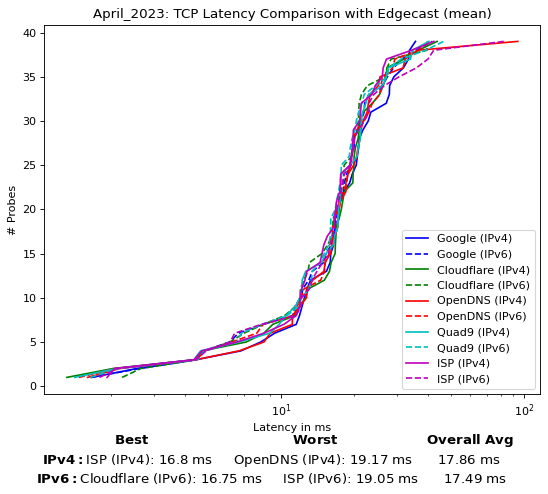 April_2023: TCP Latency Comparison with Edgecast (mean)
40
35
30
25
20
15
10
5
0
# Probes
Google (IPv4)
Google (IPv6)
Cloudflare (IPv4)
Cloudflare (IPv6)
OpenDNS (IPv4)
OpenDNS (IPv6)
Quad9 (IPv4)
Quad9 (IPv6)
ISP (IPv4)
ISP (IPv6)
10¹ 10²
Latency in ms
Best Worst Overall Avg
IPv4: ISP (IPv4): 16.8 ms OpenDNS (IPv4): 19.17 ms 17.86 ms
IPv6: Cloudflare (IPv6): 16.75 ms ISP (IPv6): 19.05 ms 17.49 ms